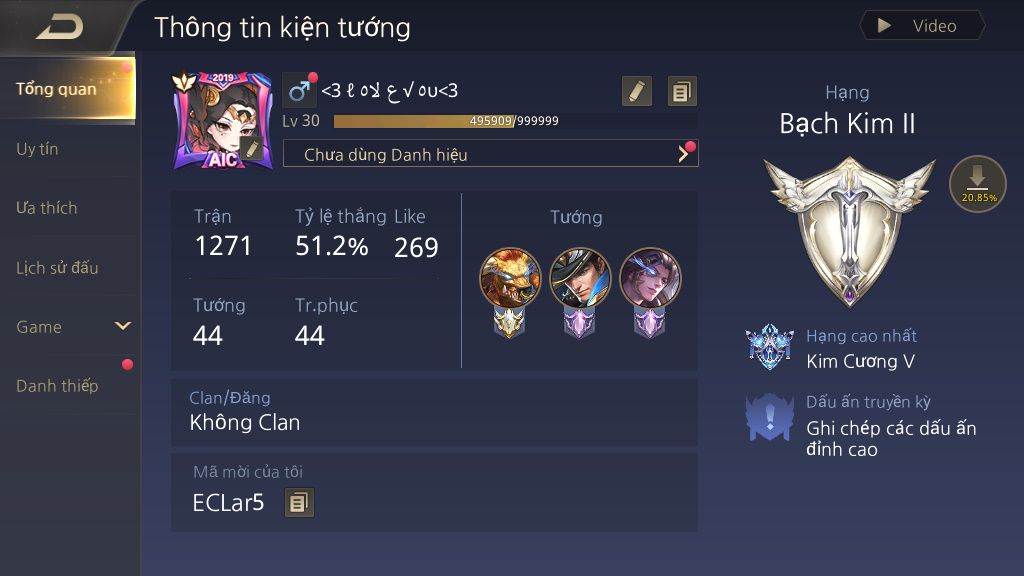 Thông tin kiện tướng
Video
Tổng quan
Uy tín
Ưa thích
Lịch sử đấu
Game
Danh thiếp
2019
AIC
<3 ℓ οﻻ ع √ ου<3
Lv 30
495909/999999
Chưa dùng Danh hiệu
Trận
Tỷ lệ thắng
Like
1271
51.2%
269
Tướng
Tr.phục
44
44
Tướng
Clan/Đăng
Không Clan
Mã mời của tôi
ECLar5
Hạng
Bạch Kim II
20.85%
Hạng cao nhất
Kim Cương V
Dấu ấn truyền kỳ
Ghi chép các dấu ấn
đỉnh cao